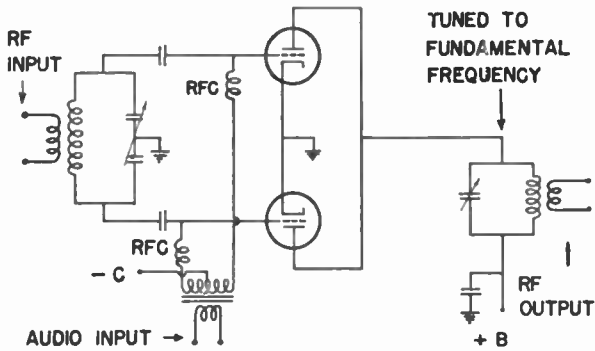 RF
INPUT
RFC
TUNED TO
FUNDAMENTAL
FREQUENCY
RFC
- C
AUDIO INPUT
RF
OUTPUT
+ B